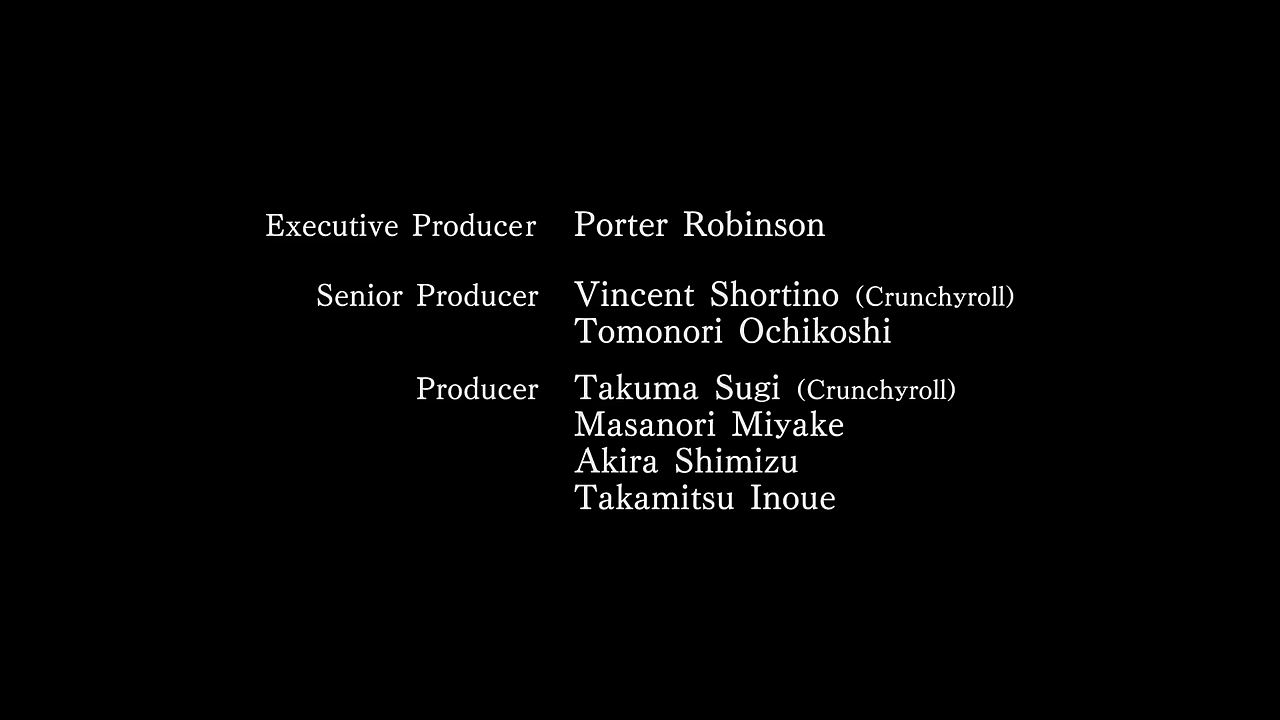 Executive Producer Porter Robinson
Senior Producer Vincent Shortino (Crunchyroll)
Tomonori Ochikoshi
Producer Takuma Sugi (Crunchyroll)
Masanori Miyake
Akira Shimizu
Takamitsu Inoue